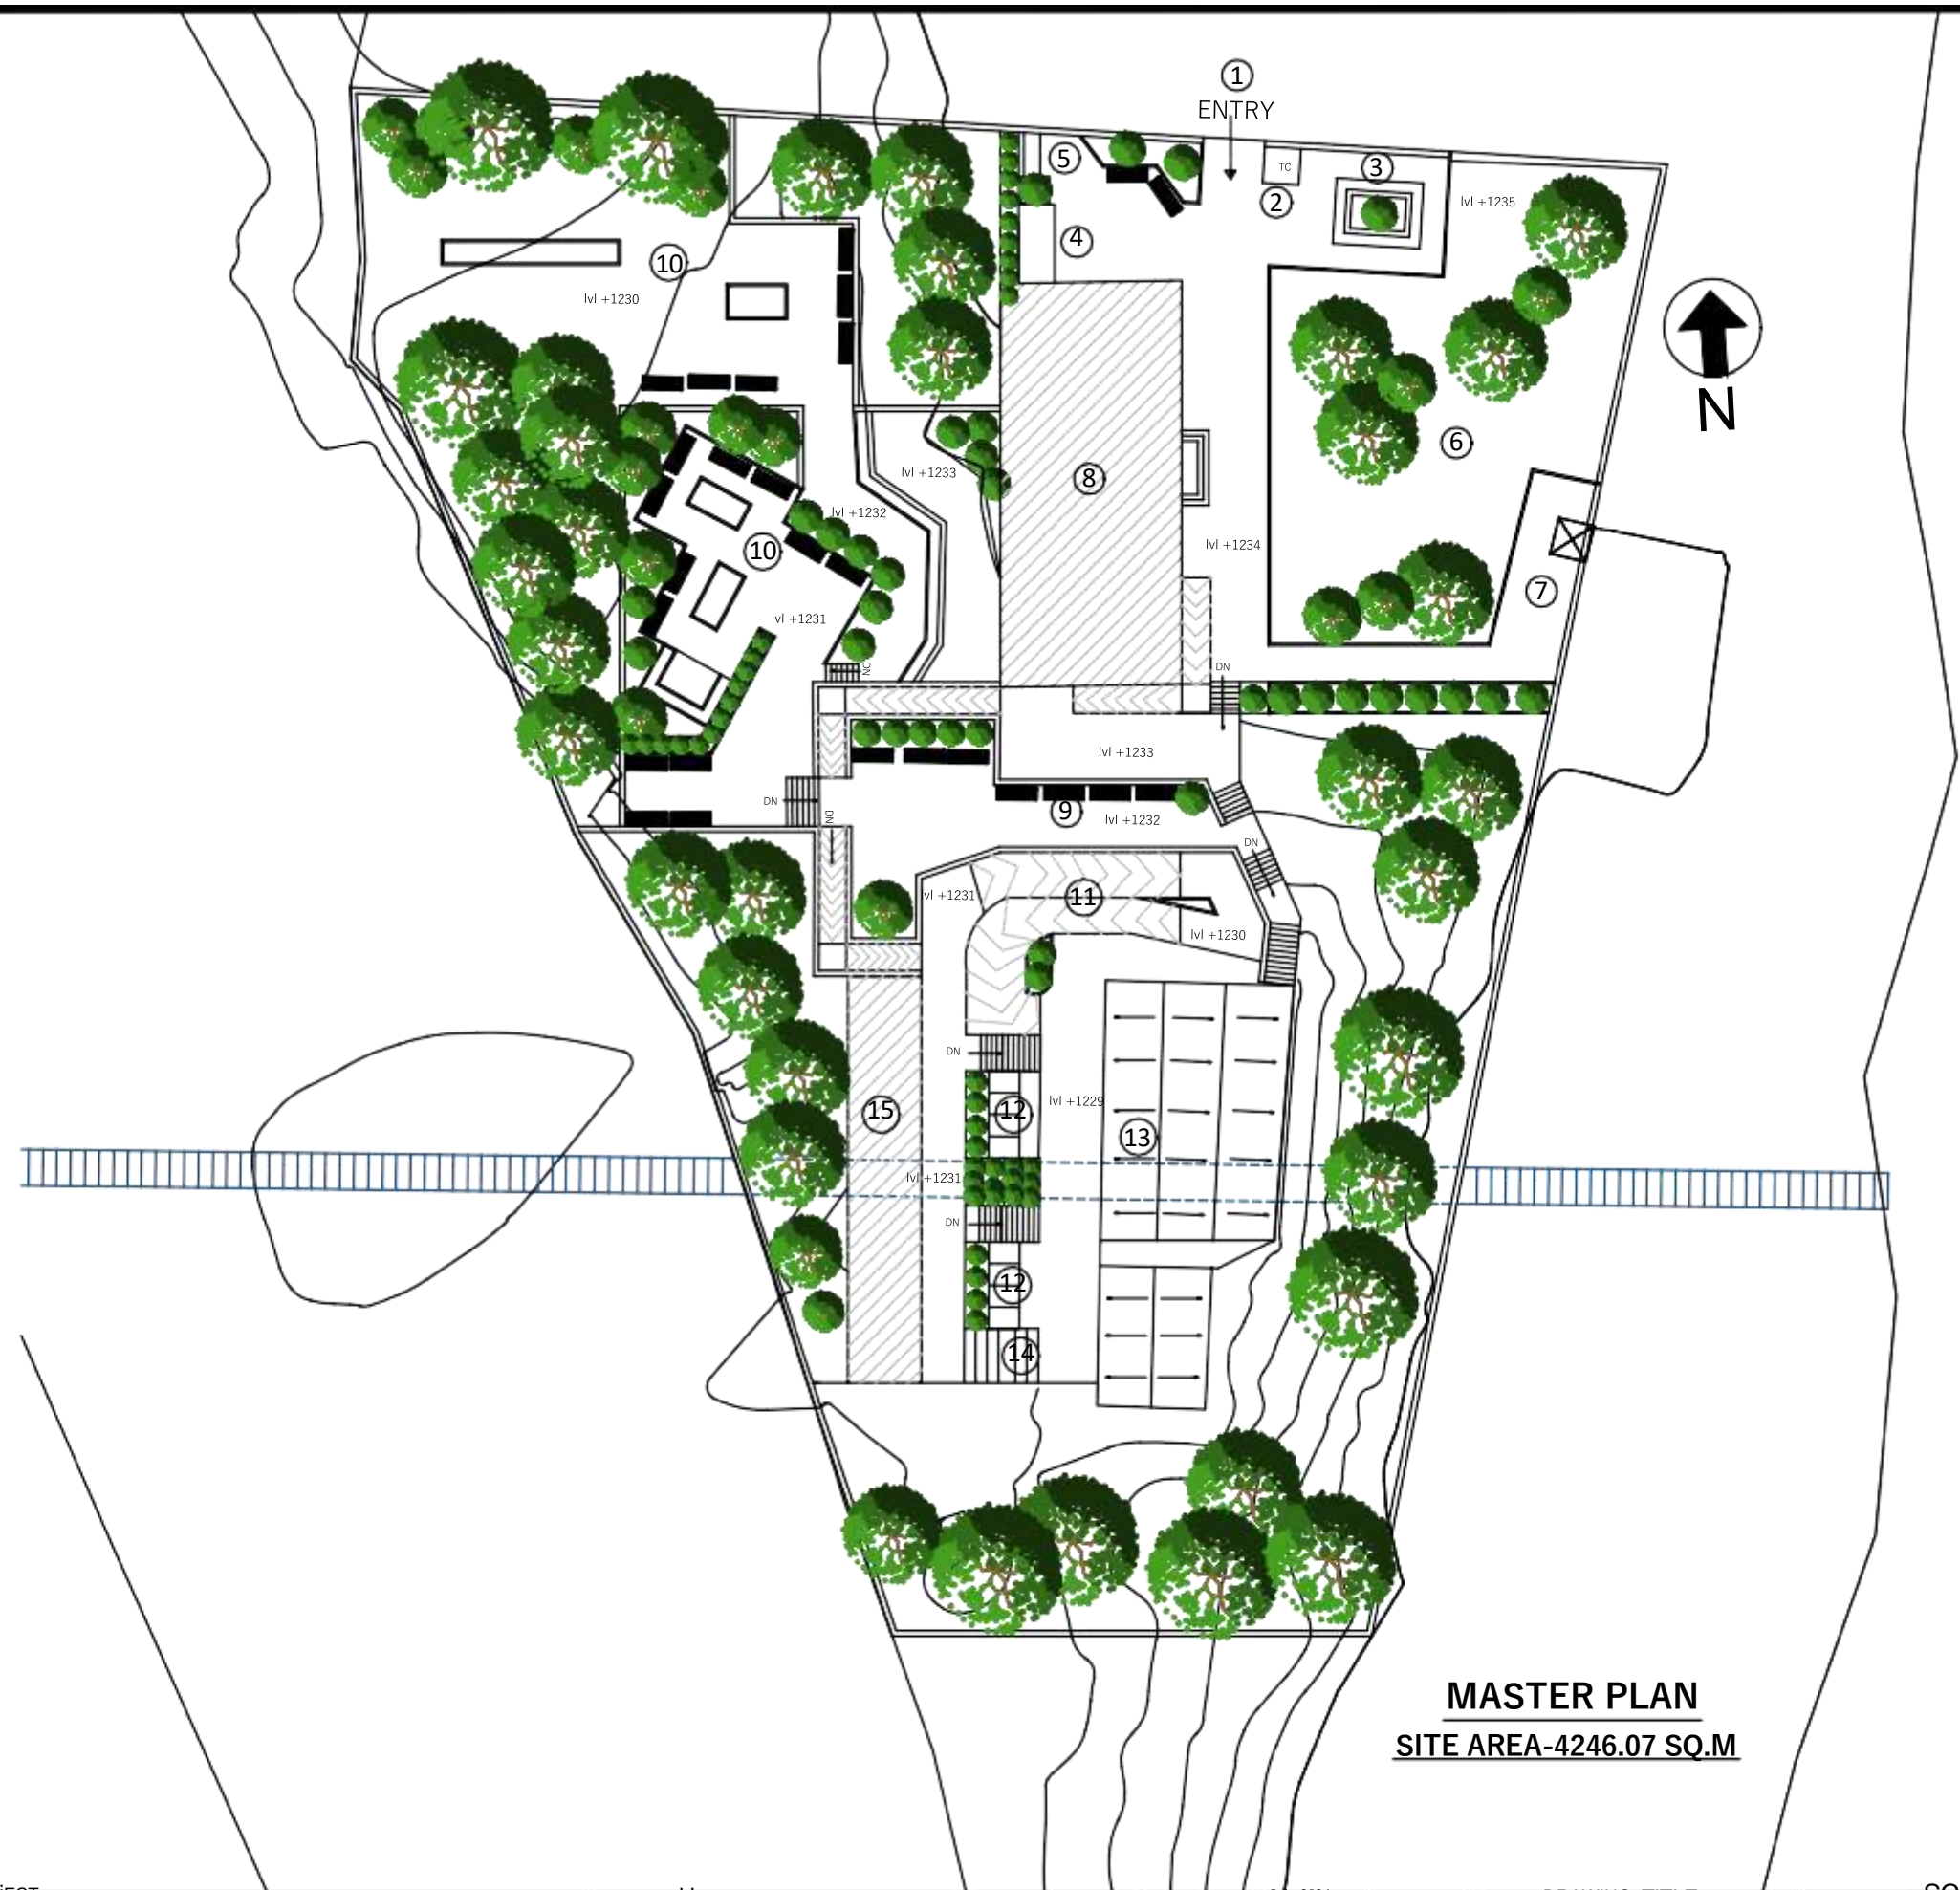 1
ENTRY
5
TC
3
2
lvl +1235
4
10
lvl +1230
N
6
lvl +1233
8
lvl +1232
lvl +1234
10
7
lvl +1231
DN
DN
lvl +1233
DN
DN
9
lvl +1232
DN
vl +1231
11
lvl +1230
DN
15
12
lvl +1229
13
lvl +1231
DN
12
14
MASTER PLAN
SITE AREA-4246.07 SQ.M